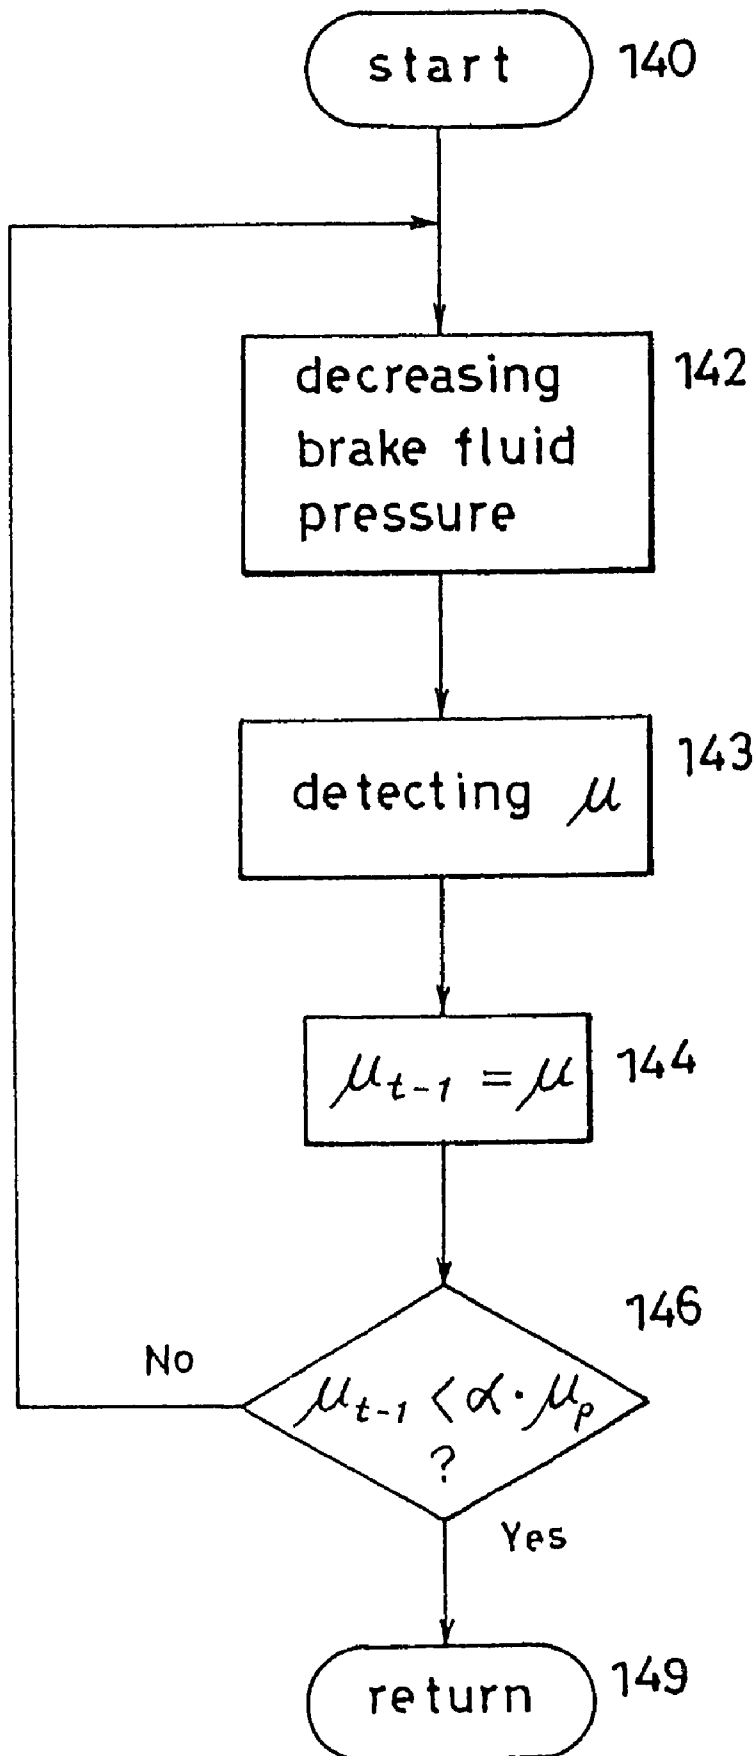 start 140
decreasing 142
brake fluid
pressure
detecting μ 143
μt-1 = μ 144
146
No
μt-1 < α · μp
?
Yes
return 149